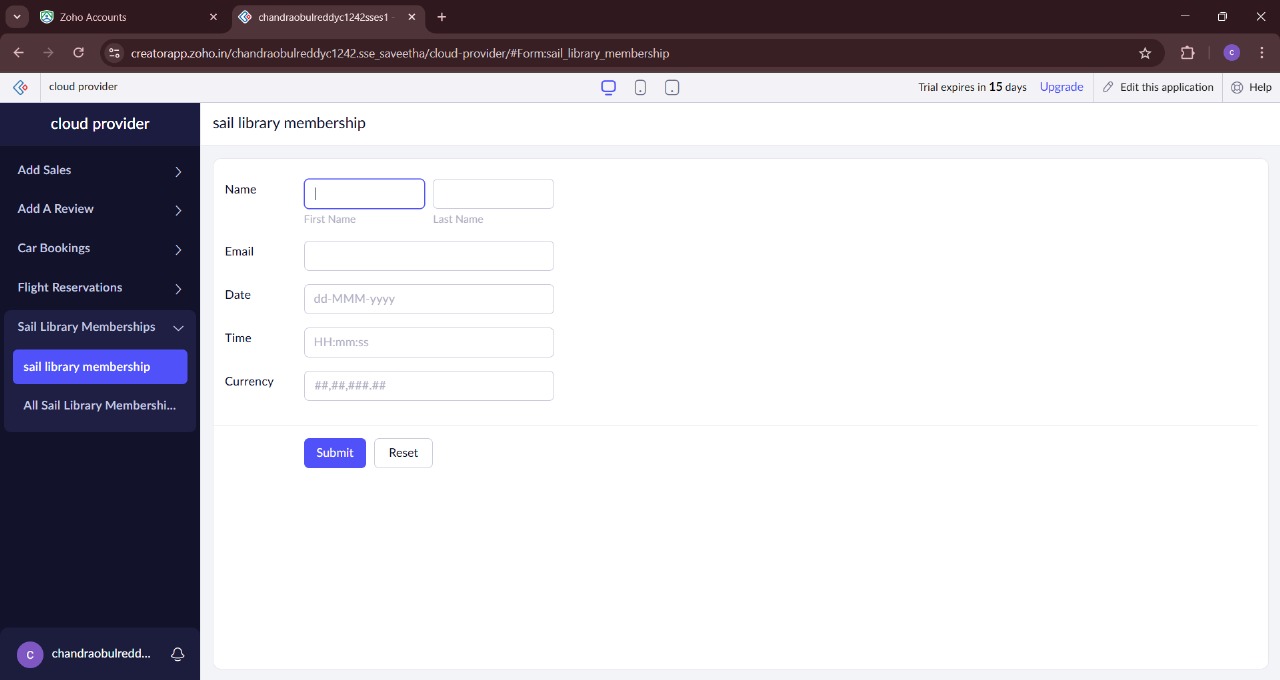 Zoho Accounts
chandraobulreddyc1242sses1 -
creatorapp.zoho.in/chandraobulreddyc1242.sse_saveetha/cloud-provider/#Form:sail_library_membership
c
cloud provider
Trial expires in 15 days
Upgrade
Edit this application
Help
cloud provider
sail library membership
Add Sales
Add A Review
Car Bookings
Flight Reservations
Sail Library Memberships
sail library membership
All Sail Library Membershi...
Name
First Name
Last Name
Email
Date
dd-MMM-yyyy
Time
HH:mm:ss
Currency
##,##,###.##
Submit
Reset
C
chandraobulredd...